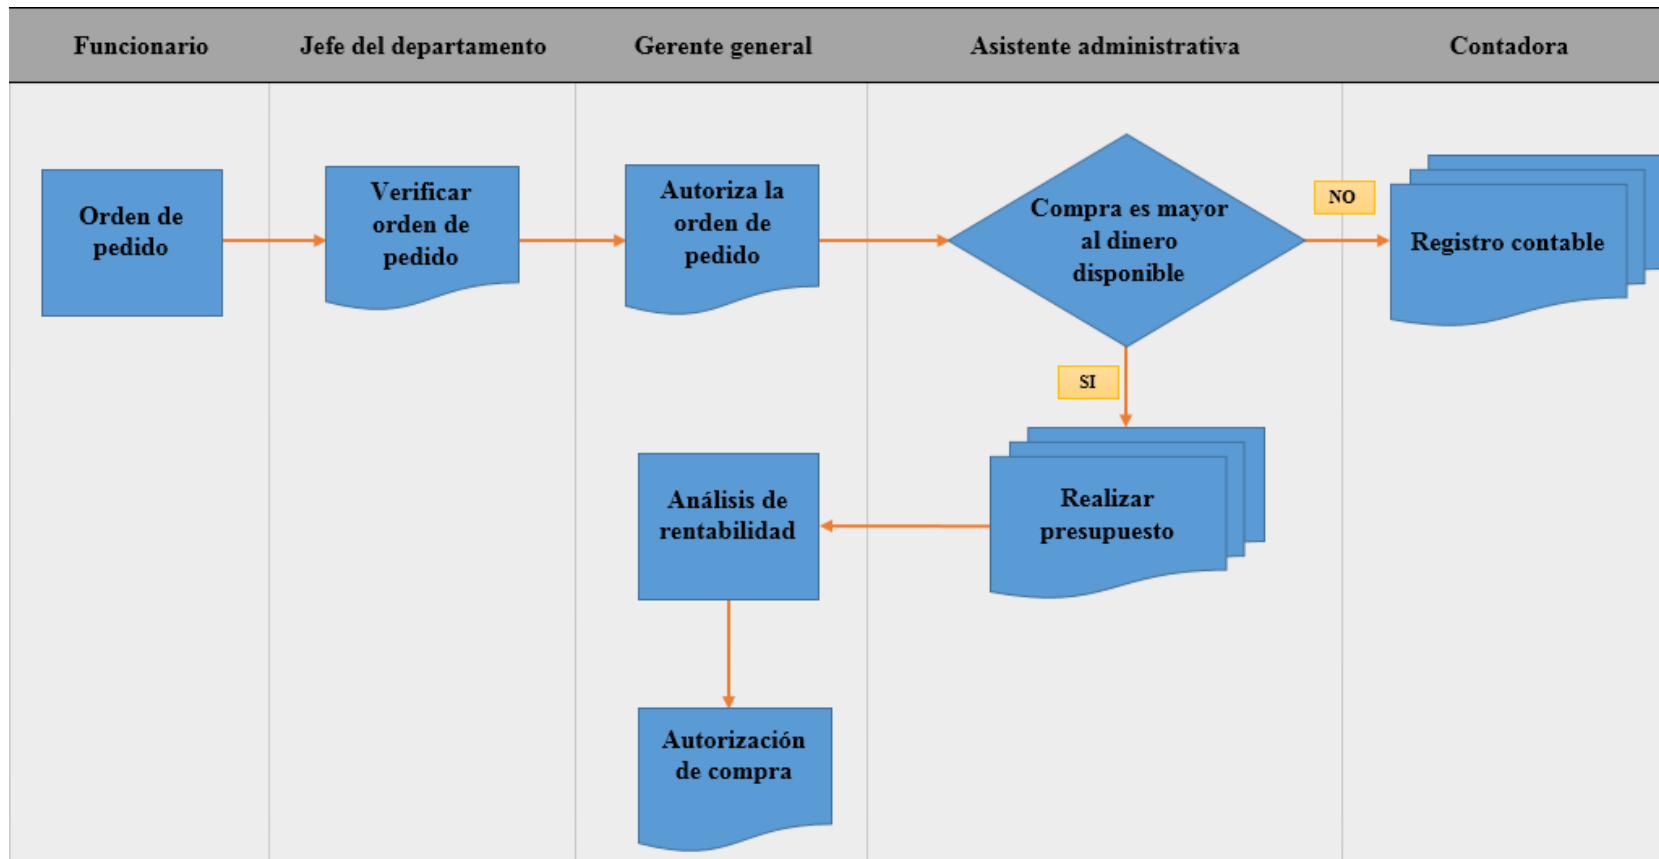 Funcionario
Jefe del departamento
Gerente general
Asistente administrativa
Contadora
Orden de
pedido
Verificar
orden de
pedido
Autoriza la
orden de
pedido
Compra es mayor
al dinero
disponible
NO
Registro contable
SI
Realizar
presupuesto
Análisis de
rentabilidad
Autorización
de compra